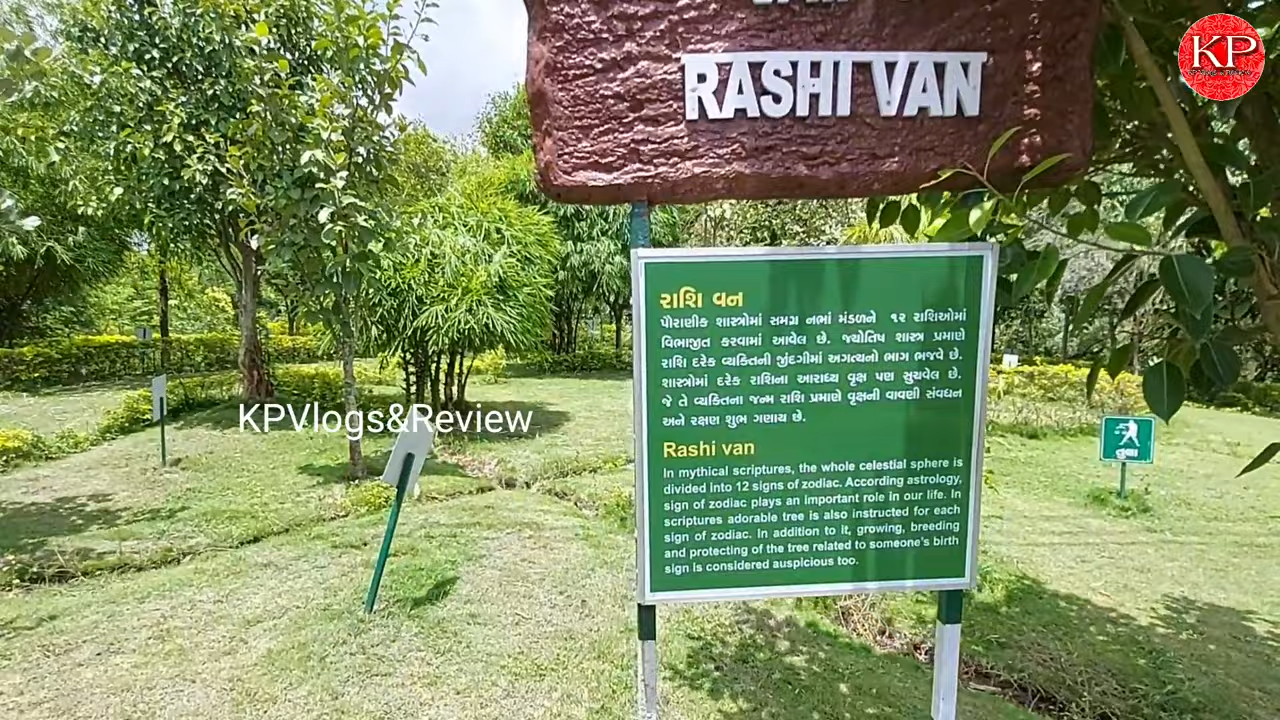 KP
RASHI VAN
રાશિ વન
પૌરાણીક શાસ્ત્રોમાં સમગ્ર નભાં મંડળને ૧૨ રાશિઓમાં
વિભાજીત કરવામાં આવેલ છે. જ્યોતિષ શાસ્ત્ર પ્રમાણે
રાશિ દરેક વ્યક્તિની જીંદગીમાં અગત્યનો ભાગ ભજવે છે.
શાસ્ત્રોમાં દરેક રાશિના આરાધ્ય વૃક્ષ પણ સુચવેલ છે.
જે તે વ્યક્તિના જન્મ રાશિ પ્રમાણે વૃક્ષની વાવણી સંવધન
અને રક્ષણ શુભ ગણાય છે.
Rashi van
In mythical scriptures, the whole celestial sphere is
divided into 12 signs of zodiac. According astrology,
sign of zodiac plays an important role in our life. In
scriptures adorable tree is also instructed for each
sign of zodiac. In addition to it, growing, breeding
and protecting of the tree related to someone's birth
sign is considered auspicious too.
KPVlogs&Review
તુલા